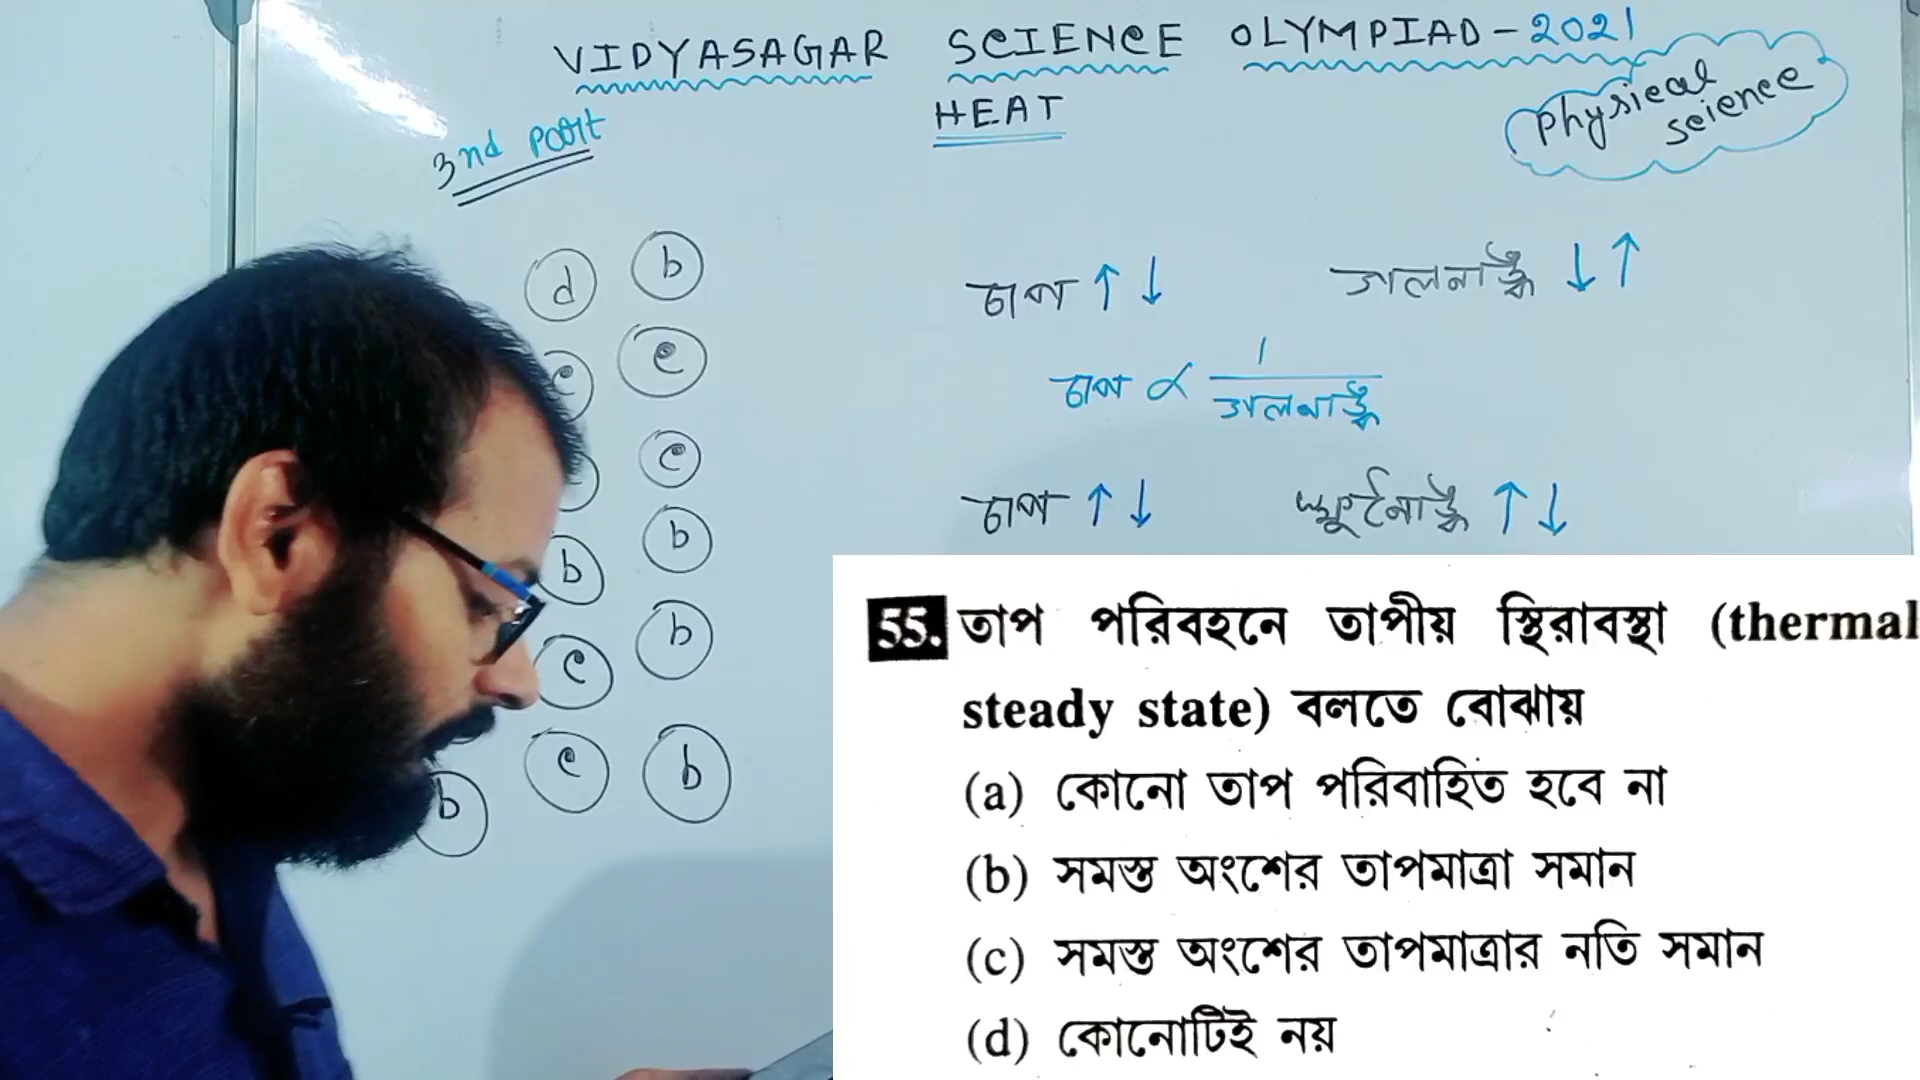 VIDYASAGAR SCIENCE OLYMPIAD-2021
HEAT
Physical
science
3nd Part
d b
c c
c
b b
c b
b c b
চাপ ↑ ↓ গলনাঙ্ক ↓ ↑
চাপ ∝ 1/গলনাঙ্ক
চাপ ↑ ↓ স্ফুটনাঙ্ক ↑ ↓
55. তাপ পরিবহনে তাপীয় স্থিরাবস্থা (thermal
steady state) বলতে বোঝায়
(a) কোনো তাপ পরিবাহিত হবে না
(b) সমস্ত অংশের তাপমাত্রা সমান
(c) সমস্ত অংশের তাপমাত্রার নতি সমান
(d) কোনোটিই নয়